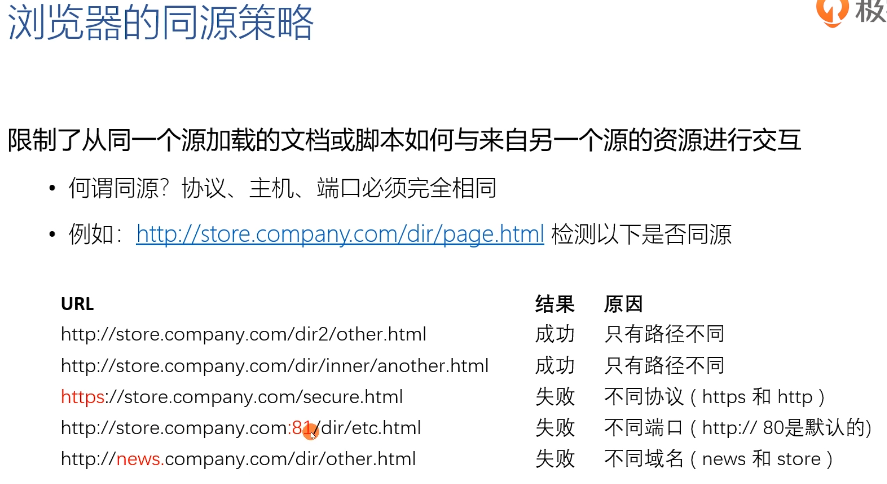 浏览器的同源策略
极
限制了从同一个源加载的文档或脚本如何与来自另一个源的资源进行交互
• 何谓同源？协议、主机、端口必须完全相同
• 例如：http://store.company.com/dir/page.html 检测以下是否同源
URL 结果 原因
http://store.company.com/dir2/other.html 成功 只有路径不同
http://store.company.com/dir/inner/another.html 成功 只有路径不同
https://store.company.com/secure.html 失败 不同协议 ( https 和 http )
http://store.company.com:81/dir/etc.html 失败 不同端口 ( http:// 80是默认的)
http://news.company.com/dir/other.html 失败 不同域名 ( news 和 store )